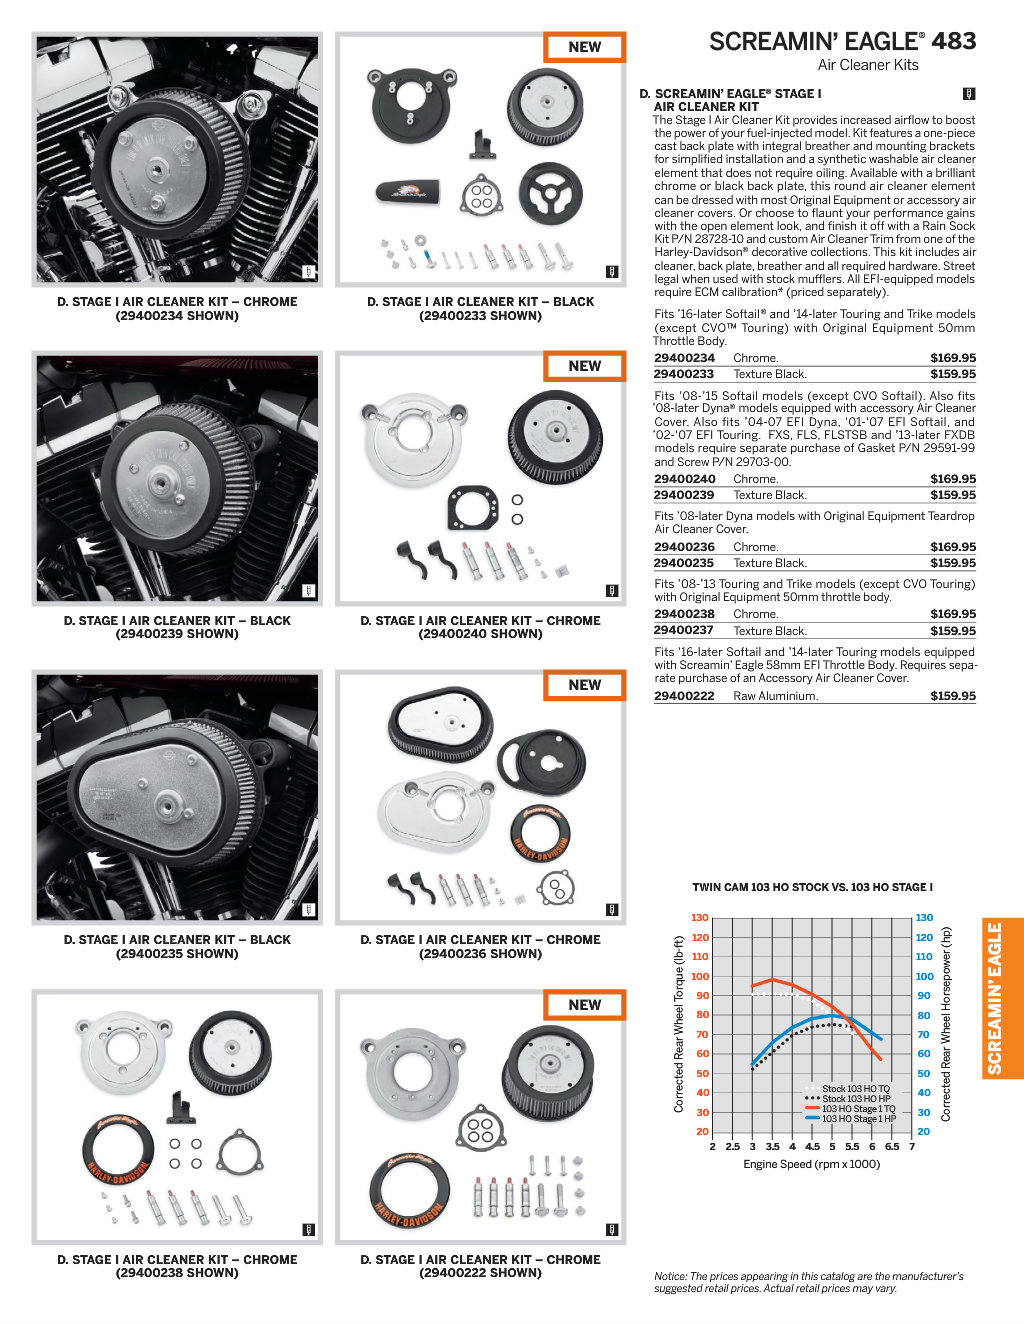 SCREAMIN’ EAGLE® 483
Air Cleaner Kits
NEW
D. STAGE I AIR CLEANER KIT – CHROME
(29400234 SHOWN)
D. STAGE I AIR CLEANER KIT – BLACK
(29400233 SHOWN)
NEW
D. STAGE I AIR CLEANER KIT – BLACK
(29400239 SHOWN)
D. STAGE I AIR CLEANER KIT – CHROME
(29400240 SHOWN)
NEW
HARLEY-DAVIDSON
D. STAGE I AIR CLEANER KIT – BLACK
(29400235 SHOWN)
D. STAGE I AIR CLEANER KIT – CHROME
(29400236 SHOWN)
NEW
HARLEY-DAVIDSON
HARLEY-DAVIDSON
D. STAGE I AIR CLEANER KIT – CHROME
(29400238 SHOWN)
D. STAGE I AIR CLEANER KIT – CHROME
(29400222 SHOWN)
D. SCREAMIN’ EAGLE® STAGE I
AIR CLEANER KIT
The Stage I Air Cleaner Kit provides increased airflow to boost
the power of your fuel-injected model. Kit features a one-piece
cast back plate with integral breather and mounting brackets
for simplified installation and a synthetic washable air cleaner
element that does not require oiling. Available with a brilliant
chrome or black back plate, this round air cleaner element
can be dressed with most Original Equipment or accessory air
cleaner covers. Or choose to flaunt your performance gains
with the open element look, and finish it off with a Rain Sock
Kit P/N 28728-10 and custom Air Cleaner Trim from one of the
Harley-Davidson® decorative collections. This kit includes air
cleaner, back plate, breather and all required hardware. Street
legal when used with stock mufflers. All EFI-equipped models
require ECM calibration* (priced separately).
Fits ’16-later Softail® and ’14-later Touring and Trike models
(except CVO™ Touring) with Original Equipment 50mm
Throttle Body.
29400234 Chrome. $169.95
29400233 Texture Black. $159.95
Fits ’08-’15 Softail models (except CVO Softail). Also fits
’08-later Dyna® models equipped with accessory Air Cleaner
Cover. Also fits ’04-07 EFI Dyna, ‘01-‘07 EFI Softail, and
’02-‘07 EFI Touring. FXS, FLS, FLSTSB and ’13-later FXDB
models require separate purchase of Gasket P/N 29591-99
and Screw P/N 29703-00.
29400240 Chrome. $169.95
29400239 Texture Black. $159.95
Fits ’08-later Dyna models with Original Equipment Teardrop
Air Cleaner Cover.
29400236 Chrome. $169.95
29400235 Texture Black. $159.95
Fits ’08-’13 Touring and Trike models (except CVO Touring)
with Original Equipment 50mm throttle body.
29400238 Chrome. $169.95
29400237 Texture Black. $159.95
Fits ’16-later Softail and ’14-later Touring models equipped
with Screamin’ Eagle 58mm EFI Throttle Body. Requires sepa-
rate purchase of an Accessory Air Cleaner Cover.
29400222 Raw Aluminium. $159.95
TWIN CAM 103 HO STOCK VS. 103 HO STAGE I
Corrected Rear Wheel Torque (lb-ft)
130 130
120 120
110 110
100 100
90 90
80 80
70 70
60 60
50 50
40 40
30 30
20 20
Corrected Rear Wheel Horsepower (hp)
Stock 103 HO TQ
Stock 103 HO HP
103 HO Stage 1 TQ
103 HO Stage 1 HP
2 2.5 3 3.5 4 4.5 5 5.5 6 6.5 7
Engine Speed (rpm x 1000)
SCREAMIN’ EAGLE
Notice: The prices appearing in this catalog are the manufacturer’s
suggested retail prices. Actual retail prices may vary.